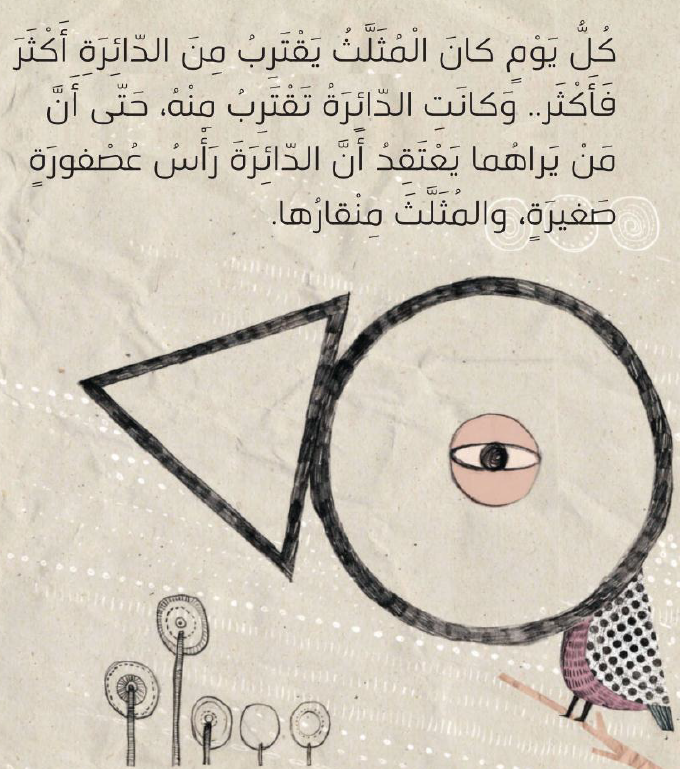 كُلُّ يَوْمٍ كانَ الْمُثَلَّثُ يَقْتَرِبُ مِنَ الدّائِرَةِ أَكْثَرَ
فَأَكْثَر.. وَكانَتِ الدّائِرَةُ تَقْتَرِبُ مِنْهُ، حَتّى أَنَّ
مَنْ يَراهُما يَعْتَقِدُ أَنَّ الدّائِرَةَ رَأْسُ عُصْفورَةٍ
صَغيرَةٍ، والمُثَلَّثَ مِنْقارُها.